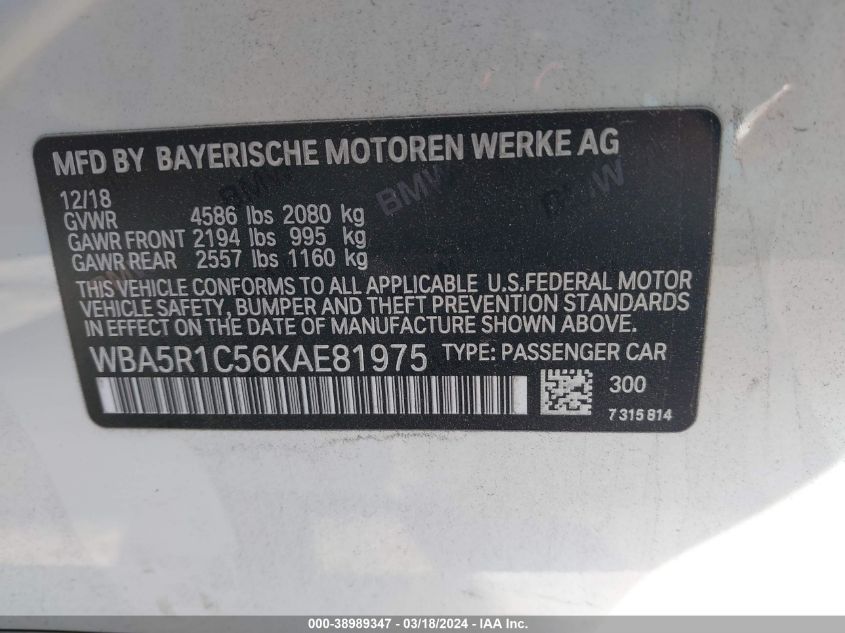 MFD BY BAYERISCHE MOTOREN WERKE AG
12/18
GVWR 4586 lbs 2080 kg
GAWR FRONT 2194 lbs 995 kg
GAWR REAR 2557 lbs 1160 kg
THIS VEHICLE CONFORMS TO ALL APPLICABLE U.S.FEDERAL MOTOR
VEHICLE SAFETY, BUMPER AND THEFT PREVENTION STANDARDS
IN EFFECT ON THE DATE OF MANUFACTURE SHOWN ABOVE.
WBA5R1C56KAE81975 TYPE: PASSENGER CAR
300
7 315 814
BMW
BMW
BMW
000-38989347 - 03/18/2024 - IAA Inc.